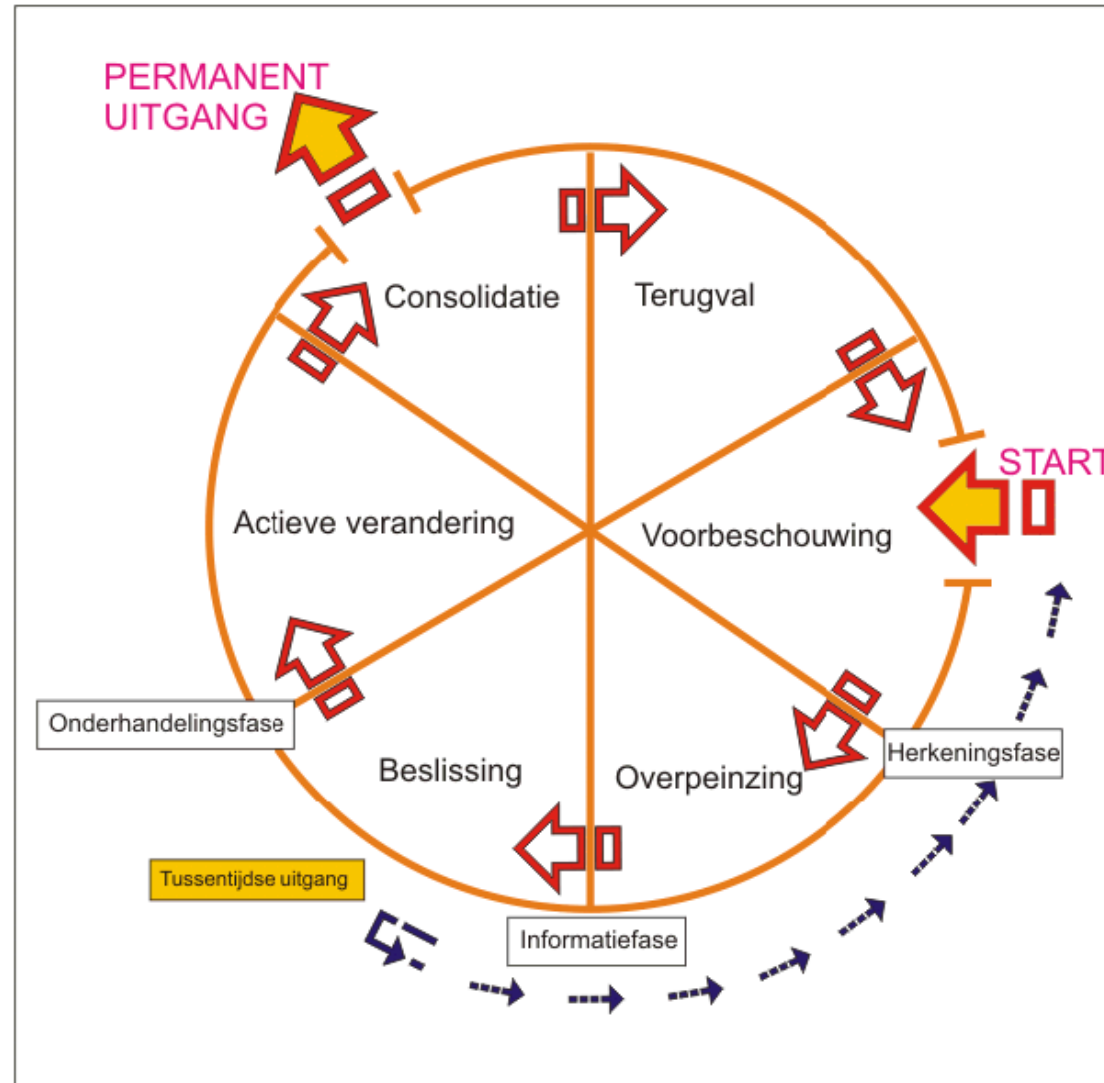 PERMANENT
UITGANG
Consolidatie
Terugval
START
Actieve verandering
Voorbeschouwing
Onderhandelingsfase
Herkeningsfase
Beslissing
Overpeinzing
Tussentijdse uitgang
Informatiefase